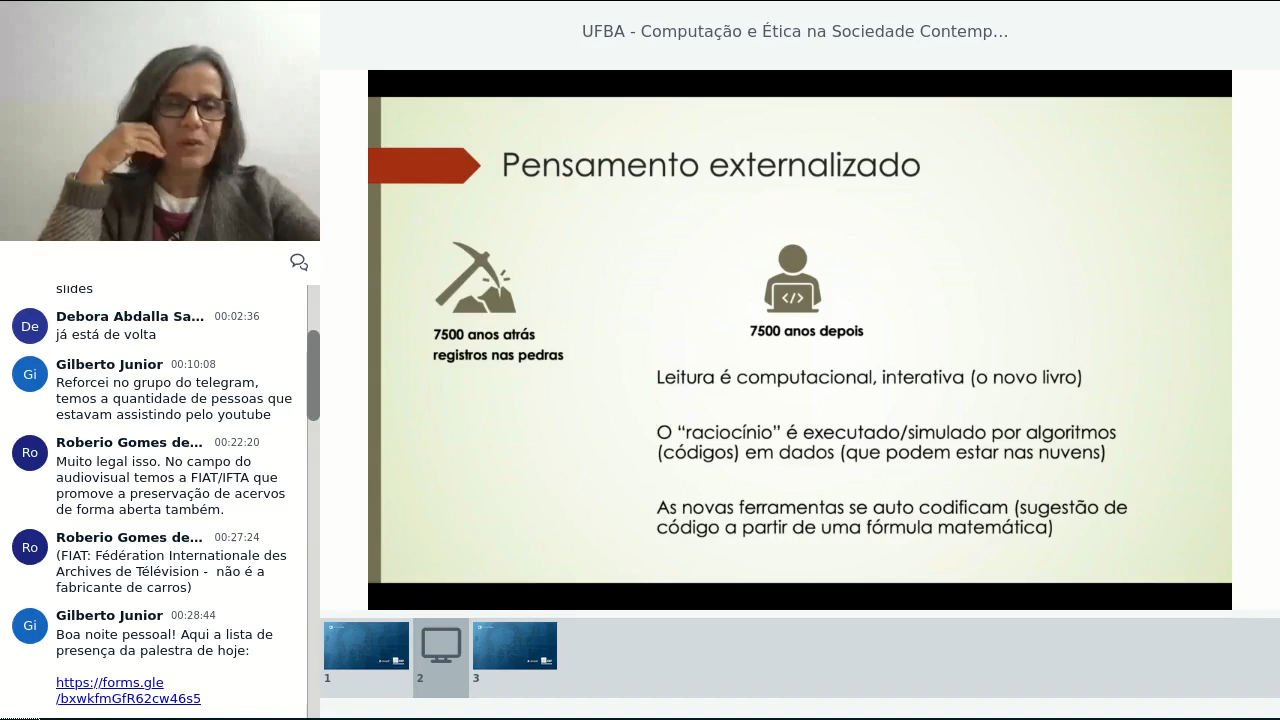 UFBA - Computação e Ética na Sociedade Contemp…
Pensamento externalizado
7500 anos atrás
registros nas pedras
</>
7500 anos depois
Leitura é computacional, interativa (o novo livro)
O “raciocínio” é executado/simulado por algoritmos
(códigos) em dados (que podem estar nas nuvens)
As novas ferramentas se auto codificam (sugestão de
código a partir de uma fórmula matemática)
slides
De
Debora Abdalla Sa… 00:02:36
já está de volta
Gi
Gilberto Junior 00:10:08
Reforcei no grupo do telegram,
temos a quantidade de pessoas que
estavam assistindo pelo youtube
Ro
Roberio Gomes de… 00:22:20
Muito legal isso. No campo do
audiovisual temos a FIAT/IFTA que
promove a preservação de acervos
de forma aberta também.
Ro
Roberio Gomes de… 00:27:24
(FIAT: Fédération Internationale des
Archives de Télévision - não é a
fabricante de carros)
Gi
Gilberto Junior 00:28:44
Boa noite pessoal! Aqui a lista de
presença da palestra de hoje:
https://forms.gle
/bxwkfmGfR62cw46s5
1
2
3